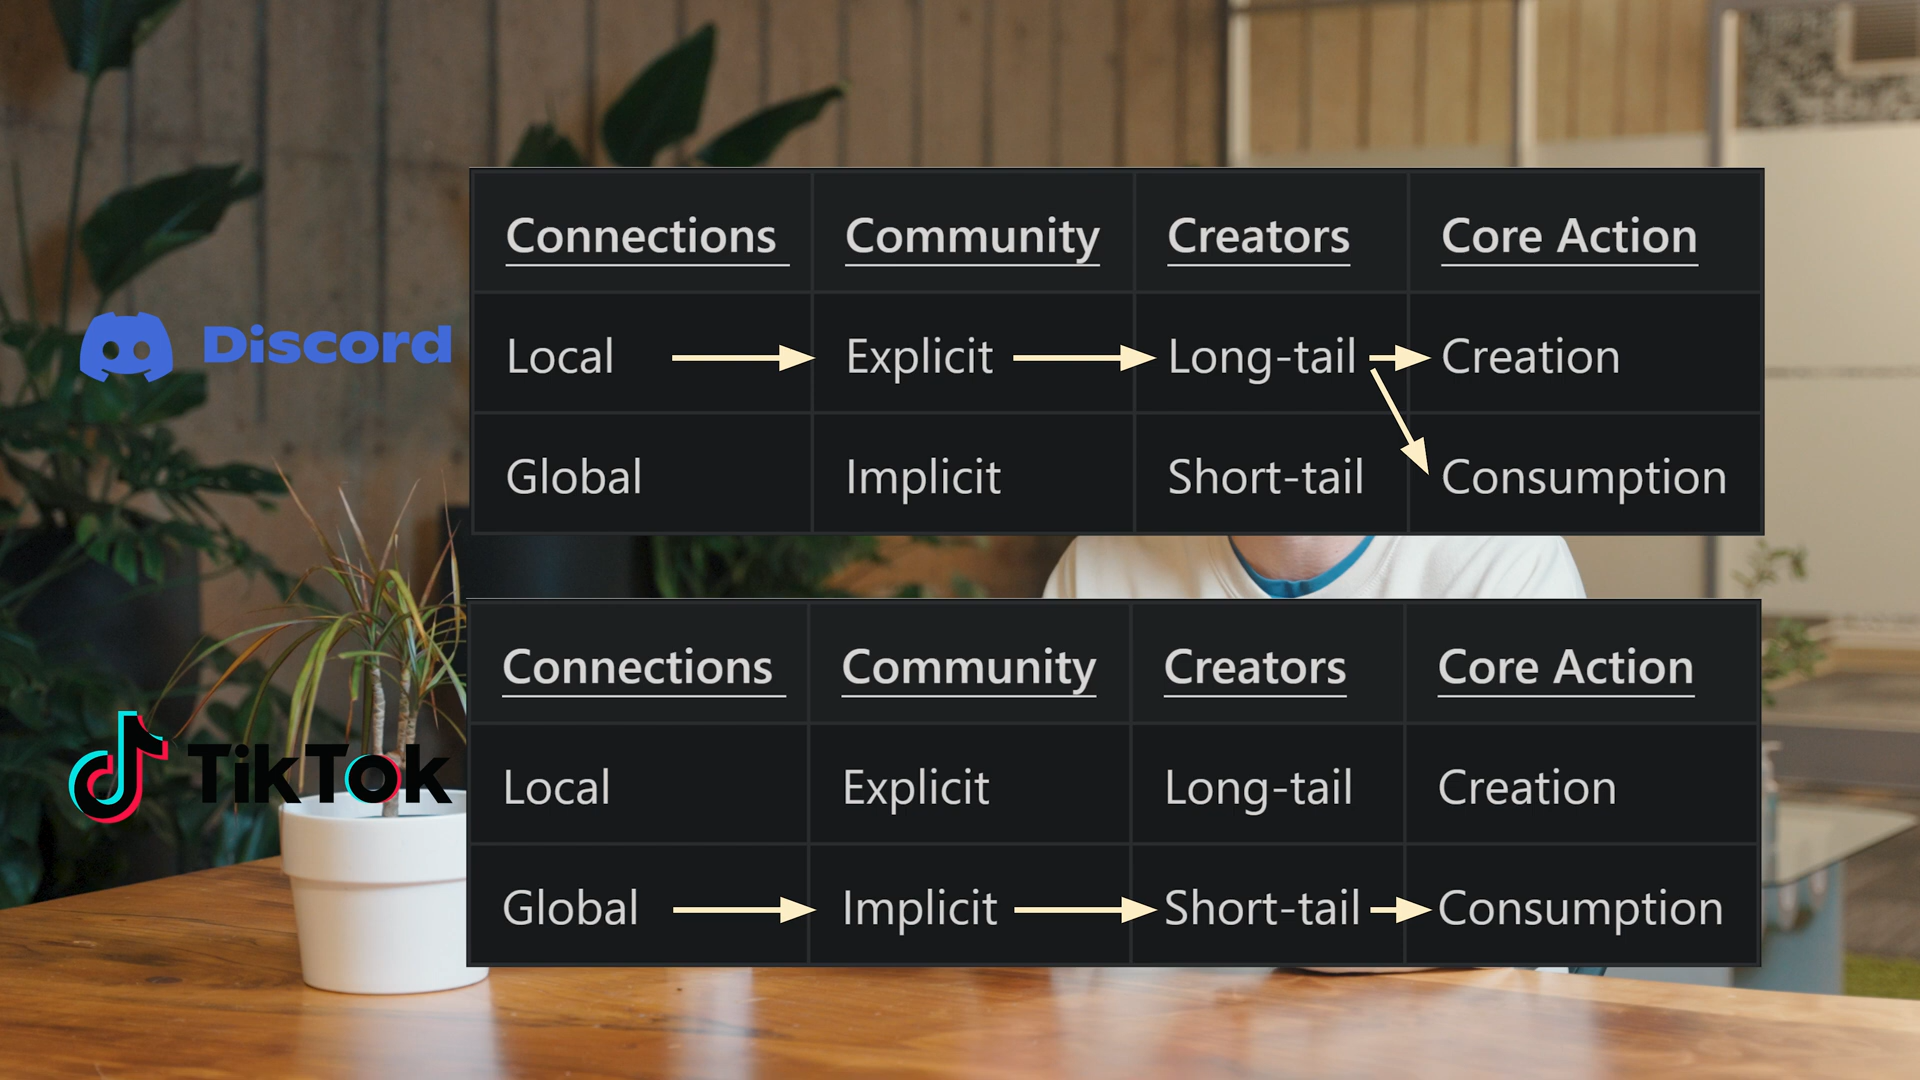 Connections Community Creators Core Action
Discord
Local Explicit Long-tail Creation
Global Implicit Short-tail Consumption
Connections Community Creators Core Action
TikTok
Local Explicit Long-tail Creation
Global Implicit Short-tail Consumption